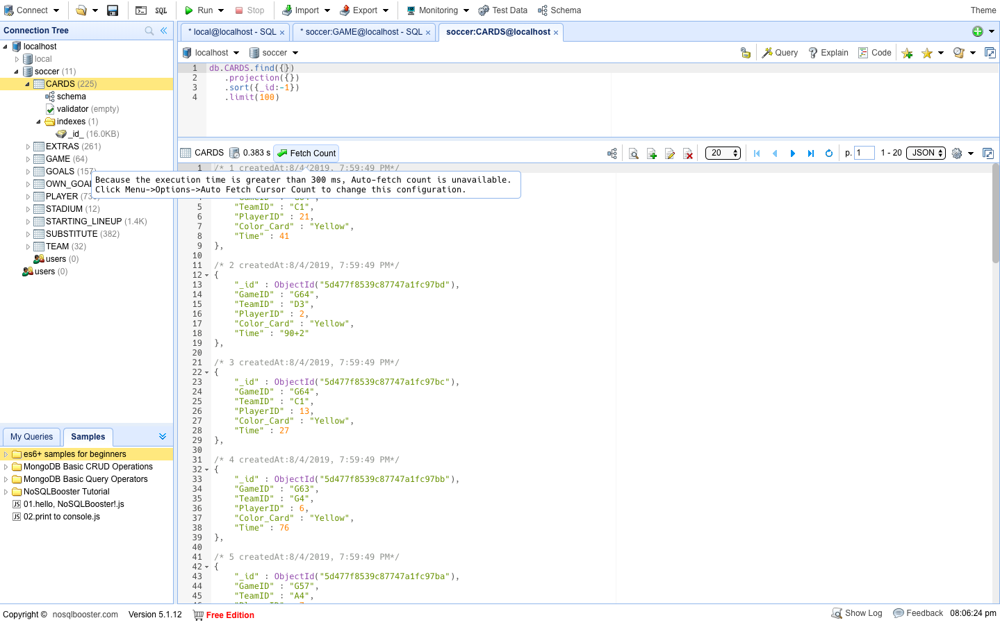 Connect
SQL
Run
Stop
Import
Export
Monitoring
Test Data
Schema
Theme
Connection Tree
localhost
local
soccer (11)
CARDS (225)
schema
validator (empty)
indexes (1)
_id_ (16.0KB)
EXTRAS (261)
GAME (64)
GOALS (157)
OWN_GOAL
PLAYER (73
STADIUM (12)
STARTING_LINEUP (1.4K)
SUBSTITUTE (382)
TEAM (32)
users (0)
users (0)
My Queries
Samples
es6+ samples for beginners
MongoDB Basic CRUD Operations
MongoDB Basic Query Operators
NoSQLBooster Tutorial
JS 01.hello, NoSQLBooster!.js
JS 02.print to console.js
* local@localhost - SQL ×
* soccer:GAME@localhost - SQL ×
soccer:CARDS@localhost ×
localhost
soccer
Query
Explain
Code
1 db.CARDS.find({})
2 .projection({})
3 .sort({_id:-1})
4 .limit(100)
CARDS
0.383 s
Fetch Count
20
p. 1
1 - 20
JSON
1 /* 1 createdAt:8/4/2019, 7:59:49 PM*/
Because the execution time is greater than 300 ms, Auto-fetch count is unavailable.
Click Menu->Options->Auto Fetch Cursor Count to change this configuration.
5 "TeamID" : "C1",
6 "PlayerID" : 21,
7 "Color_Card" : "Yellow",
8 "Time" : 41
9 },
10
11 /* 2 createdAt:8/4/2019, 7:59:49 PM*/
12 {
13 "_id" : ObjectId("5d477f8539c87747a1fc97bd"),
14 "GameID" : "G64",
15 "TeamID" : "D3",
16 "PlayerID" : 2,
17 "Color_Card" : "Yellow",
18 "Time" : "90+2"
19 },
20
21 /* 3 createdAt:8/4/2019, 7:59:49 PM*/
22 {
23 "_id" : ObjectId("5d477f8539c87747a1fc97bc"),
24 "GameID" : "G64",
25 "TeamID" : "C1",
26 "PlayerID" : 13,
27 "Color_Card" : "Yellow",
28 "Time" : 27
29 },
30
31 /* 4 createdAt:8/4/2019, 7:59:49 PM*/
32 {
33 "_id" : ObjectId("5d477f8539c87747a1fc97bb"),
34 "GameID" : "G63",
35 "TeamID" : "G4",
36 "PlayerID" : 6,
37 "Color_Card" : "Yellow",
38 "Time" : 76
39 },
40
41 /* 5 createdAt:8/4/2019, 7:59:49 PM*/
42 {
43 "_id" : ObjectId("5d477f8539c87747a1fc97ba"),
44 "GameID" : "G57",
45 "TeamID" : "A4",
Copyright © nosqlbooster.com
Version 5.1.12
Free Edition
Show Log
Feedback
08:06:24 pm